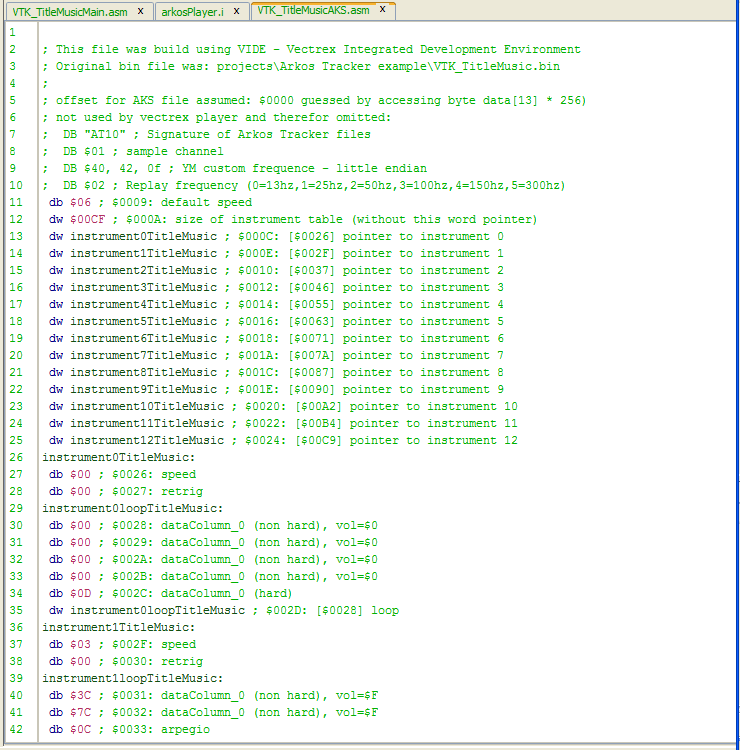 VTK_TitleMusicMain.asm x arkosPlayer.i x VTK_TitleMusicAKS.asm x
1
2 ; This file was build using VIDE - Vectrex Integrated Development Environment
3 ; Original bin file was: projects\Arkos Tracker example\VTK_TitleMusic.bin
4 ;
5 ; offset for AKS file assumed: $0000 guessed by accessing byte data[13] * 256)
6 ; not used by vectrex player and therefor omitted:
7 ;  DB "AT10" ; Signature of Arkos Tracker files
8 ;  DB $01 ; sample channel
9 ;  DB $40, 42, 0f ; YM custom frequence - little endian
10 ;  DB $02 ; Replay frequency (0=13hz,1=25hz,2=50hz,3=100hz,4=150hz,5=300hz)
11 db $06 ; $0009: default speed
12 dw $00CF ; $000A: size of instrument table (without this word pointer)
13 dw instrument0TitleMusic ; $000C: [$0026] pointer to instrument 0
14 dw instrument1TitleMusic ; $000E: [$002F] pointer to instrument 1
15 dw instrument2TitleMusic ; $0010: [$0037] pointer to instrument 2
16 dw instrument3TitleMusic ; $0012: [$0046] pointer to instrument 3
17 dw instrument4TitleMusic ; $0014: [$0055] pointer to instrument 4
18 dw instrument5TitleMusic ; $0016: [$0063] pointer to instrument 5
19 dw instrument6TitleMusic ; $0018: [$0071] pointer to instrument 6
20 dw instrument7TitleMusic ; $001A: [$007A] pointer to instrument 7
21 dw instrument8TitleMusic ; $001C: [$0087] pointer to instrument 8
22 dw instrument9TitleMusic ; $001E: [$0090] pointer to instrument 9
23 dw instrument10TitleMusic ; $0020: [$00A2] pointer to instrument 10
24 dw instrument11TitleMusic ; $0022: [$00B4] pointer to instrument 11
25 dw instrument12TitleMusic ; $0024: [$00C9] pointer to instrument 12
26 instrument0TitleMusic:
27 db $00 ; $0026: speed
28 db $00 ; $0027: retrig
29 instrument0loopTitleMusic:
30 db $00 ; $0028: dataColumn_0 (non hard), vol=$0
31 db $00 ; $0029: dataColumn_0 (non hard), vol=$0
32 db $00 ; $002A: dataColumn_0 (non hard), vol=$0
33 db $00 ; $002B: dataColumn_0 (non hard), vol=$0
34 db $0D ; $002C: dataColumn_0 (hard)
35 dw instrument0loopTitleMusic ; $002D: [$0028] loop
36 instrument1TitleMusic:
37 db $03 ; $002F: speed
38 db $00 ; $0030: retrig
39 instrument1loopTitleMusic:
40 db $3C ; $0031: dataColumn_0 (non hard), vol=$F
41 db $7C ; $0032: dataColumn_0 (non hard), vol=$F
42 db $0C ; $0033: arpegio